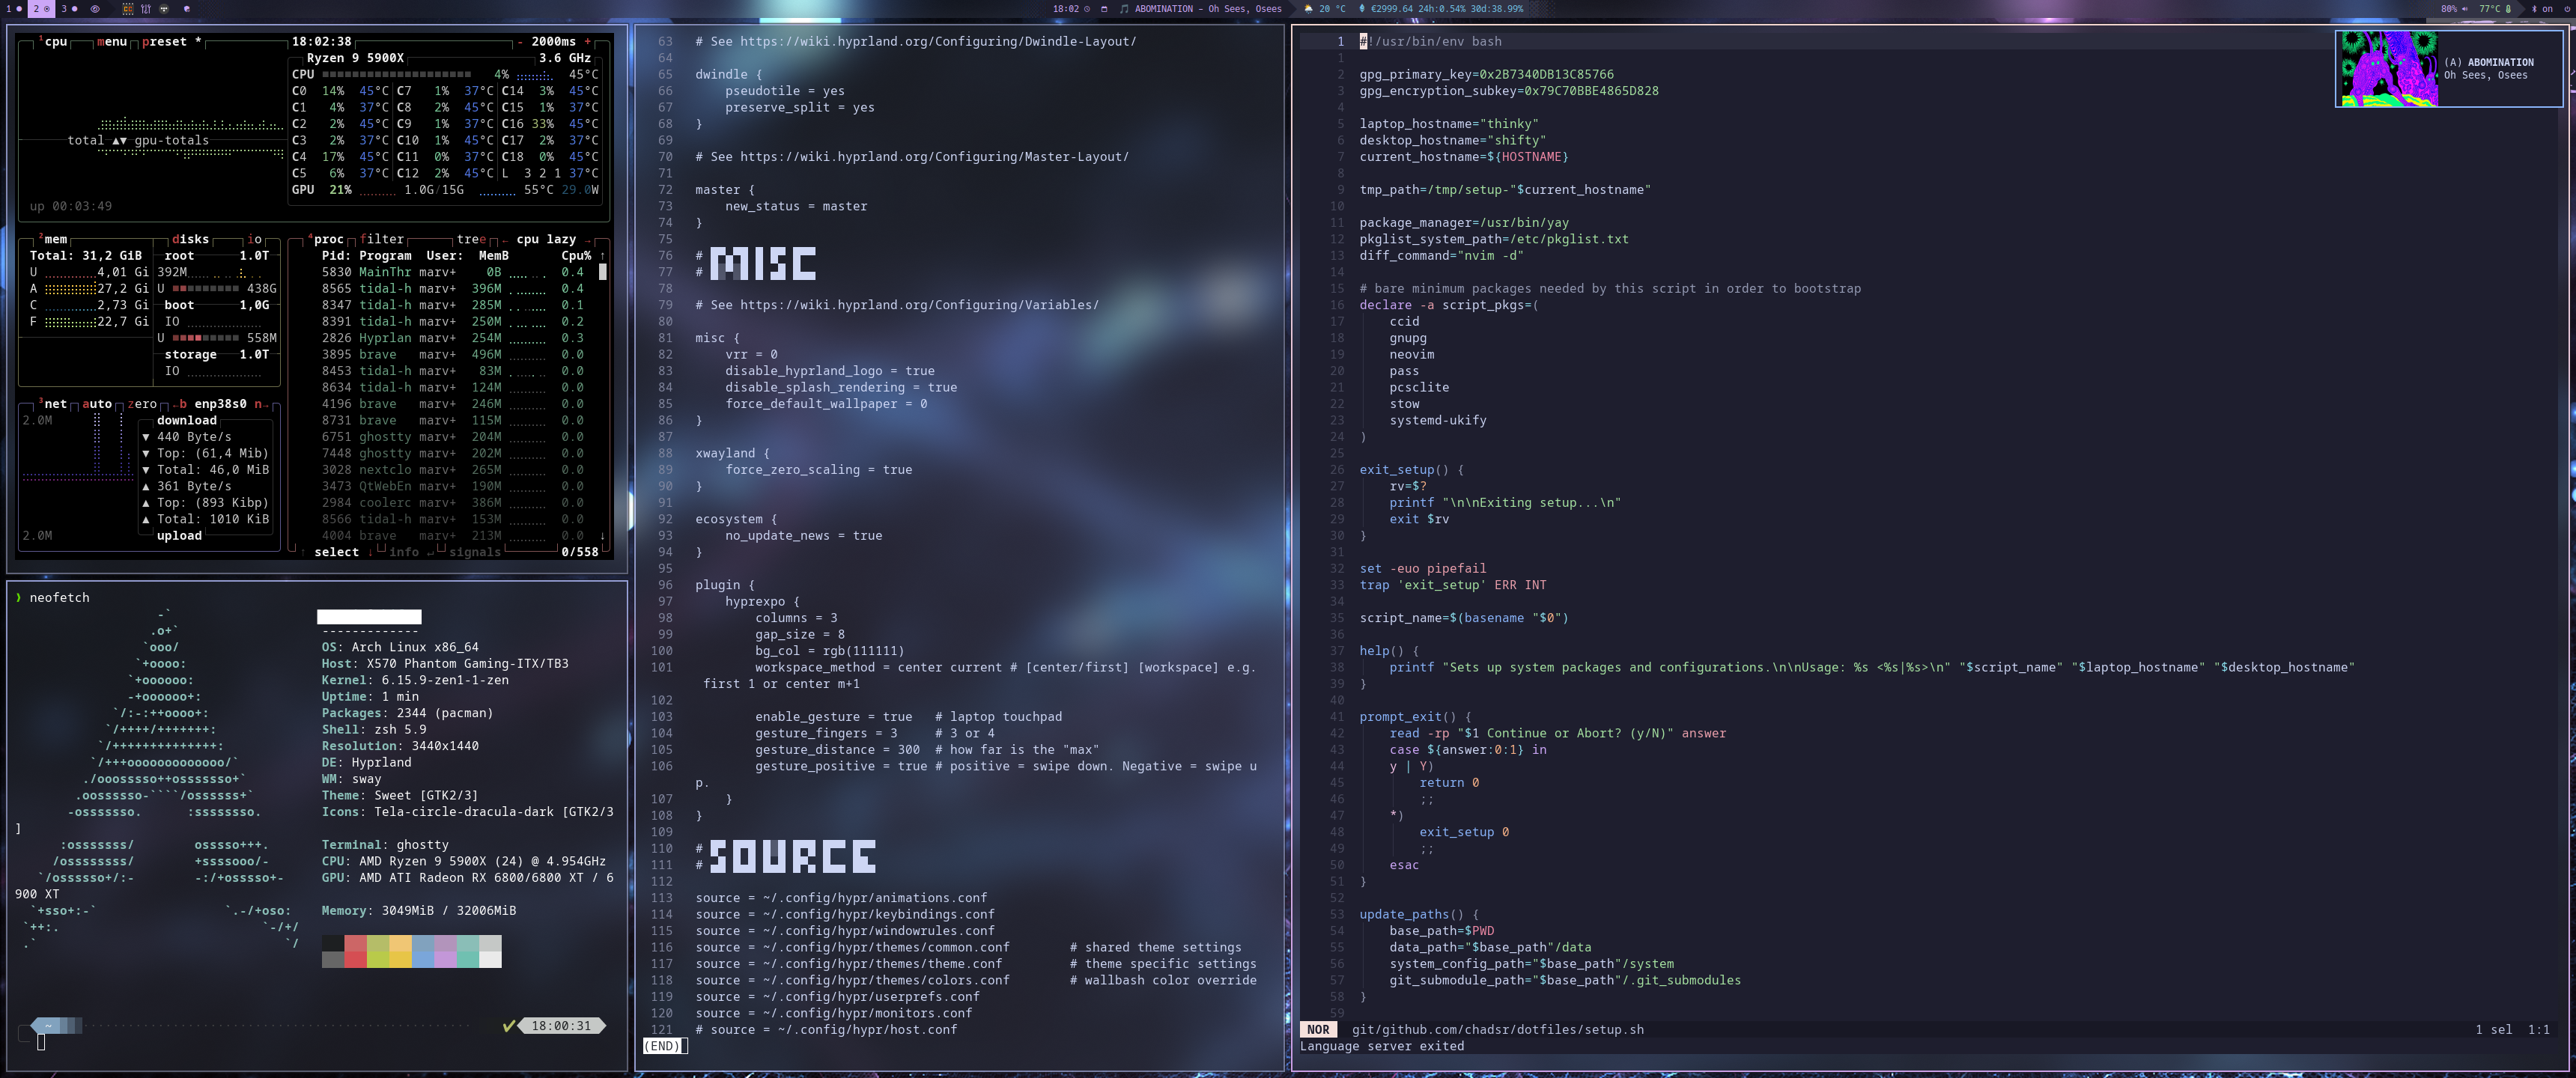 1 2 3
18:02 ABOMINATION - Oh Sees, Osees 20 °C €2999.64 24h:0.54% 30d:38.99%
80% 77°C on
1cpu menu preset * 18:02:38 - 2000ms +
Ryzen 9 5900X 3.6 GHz
CPU 4% 45°C
C0 14% 45°C C7 1% 37°C C14 3% 45°C
C1 4% 37°C C8 2% 45°C C15 1% 37°C
C2 2% 45°C C9 1% 37°C C16 33% 45°C
C3 2% 37°C C10 1% 45°C C17 2% 37°C
total ▲▼ gpu-totals
C4 17% 45°C C11 0% 37°C C18 0% 45°C
C5 6% 37°C C12 2% 45°C L 3 2 1 37°C
GPU 21% 1.0G/15G 55°C 29.0W
up 00:03:49
2mem disks io
Total: 31,2 GiB root 1.0T
U 4,01 Gi 392M
A 27,2 Gi U 438G
C 2,73 Gi boot 1.0G
F 22,7 Gi IO
U 558M
storage 1.0T
IO
3net auto zero ←b enp38s0 n→
2.0M download
▼ 440 Byte/s
▼ Top: (61,4 Mib)
▼ Total: 46,0 MiB
▲ 361 Byte/s
▲ Top: (893 Kibp)
▲ Total: 1010 KiB
2.0M upload
4proc filter tree ← cpu lazy →
Pid: Program User: MemB Cpu% ↑
5830 MainThr marv+ 0B 0.4
8565 tidal-h marv+ 396M 0.4
8347 tidal-h marv+ 285M 0.1
8391 tidal-h marv+ 250M 0.2
2826 Hyprlan marv+ 254M 0.3
3895 brave marv+ 496M 0.0
8453 tidal-h marv+ 83M 0.0
8634 tidal-h marv+ 124M 0.0
4196 brave marv+ 246M 0.0
8731 brave marv+ 115M 0.0
6751 ghostty marv+ 204M 0.0
7448 ghostty marv+ 202M 0.0
3028 nextclo marv+ 265M 0.0
3473 QtWebEn marv+ 190M 0.0
2984 coolerc marv+ 386M 0.0
8566 tidal-h marv+ 153M 0.0
4004 brave marv+ 213M 0.0 ↓
↑ select ↓ info ↵ signals 0/558
❯ neofetch
-------------
OS: Arch Linux x86_64
Host: X570 Phantom Gaming-ITX/TB3
Kernel: 6.15.9-zen1-1-zen
Uptime: 1 min
Packages: 2344 (pacman)
Shell: zsh 5.9
Resolution: 3440x1440
DE: Hyprland
WM: sway
Theme: Sweet [GTK2/3]
Icons: Tela-circle-dracula-dark [GTK2/3
]
Terminal: ghostty
CPU: AMD Ryzen 9 5900X (24) @ 4.954GHz
GPU: AMD ATI Radeon RX 6800/6800 XT / 6
900 XT
Memory: 3049MiB / 32006MiB
~ ✔ 18:00:31
63 # See https://wiki.hyprland.org/Configuring/Dwindle-Layout/
64
65 dwindle {
66 pseudotile = yes
67 preserve_split = yes
68 }
69
70 # See https://wiki.hyprland.org/Configuring/Master-Layout/
71
72 master {
73 new_status = master
74 }
75
76 # MISC
77 #
78
79 # See https://wiki.hyprland.org/Configuring/Variables/
80
81 misc {
82 vrr = 0
83 disable_hyprland_logo = true
84 disable_splash_rendering = true
85 force_default_wallpaper = 0
86 }
87
88 xwayland {
89 force_zero_scaling = true
90 }
91
92 ecosystem {
93 no_update_news = true
94 }
95
96 plugin {
97 hyprexpo {
98 columns = 3
99 gap_size = 8
100 bg_col = rgb(111111)
101 workspace_method = center current # [center/first] [workspace] e.g.
first 1 or center m+1
102
103 enable_gesture = true # laptop touchpad
104 gesture_fingers = 3 # 3 or 4
105 gesture_distance = 300 # how far is the "max"
106 gesture_positive = true # positive = swipe down. Negative = swipe u
p.
107 }
108 }
109
110 # SOURCE
111 #
112
113 source = ~/.config/hypr/animations.conf
114 source = ~/.config/hypr/keybindings.conf
115 source = ~/.config/hypr/windowrules.conf
116 source = ~/.config/hypr/themes/common.conf # shared theme settings
117 source = ~/.config/hypr/themes/theme.conf # theme specific settings
118 source = ~/.config/hypr/themes/colors.conf # wallbash color override
119 source = ~/.config/hypr/userprefs.conf
120 source = ~/.config/hypr/monitors.conf
121 # source = ~/.config/hypr/host.conf
(END)
1 #!/usr/bin/env bash
1
2 gpg_primary_key=0x2B7340DB13C85766
3 gpg_encryption_subkey=0x79C70BBE4865D828
4
5 laptop_hostname="thinky"
6 desktop_hostname="shifty"
7 current_hostname=${HOSTNAME}
8
9 tmp_path=/tmp/setup-"$current_hostname"
10
11 package_manager=/usr/bin/yay
12 pkglist_system_path=/etc/pkglist.txt
13 diff_command="nvim -d"
14
15 # bare minimum packages needed by this script in order to bootstrap
16 declare -a script_pkgs=(
17 ccid
18 gnupg
19 neovim
20 pass
21 pcsclite
22 stow
23 systemd-ukify
24 )
25
26 exit_setup() {
27 rv=$?
28 printf "\n\nExiting setup...\n"
29 exit $rv
30 }
31
32 set -euo pipefail
33 trap 'exit_setup' ERR INT
34
35 script_name=$(basename "$0")
36
37 help() {
38 printf "Sets up system packages and configurations.\n\nUsage: %s <%s|%s>\n" "$script_name" "$laptop_hostname" "$desktop_hostname"
39 }
40
41 prompt_exit() {
42 read -rp "$1 Continue or Abort? (y/N)" answer
43 case ${answer:0:1} in
44 y | Y)
45 return 0
46 ;;
47 *)
48 exit_setup 0
49 ;;
50 esac
51 }
52
53 update_paths() {
54 base_path=$PWD
55 data_path="$base_path"/data
56 system_config_path="$base_path"/system
57 git_submodule_path="$base_path"/.git_submodules
58 }
59
NOR git/github.com/chadsr/dotfiles/setup.sh 1 sel 1:1
Language server exited
(A) ABOMINATION
Oh Sees, Osees